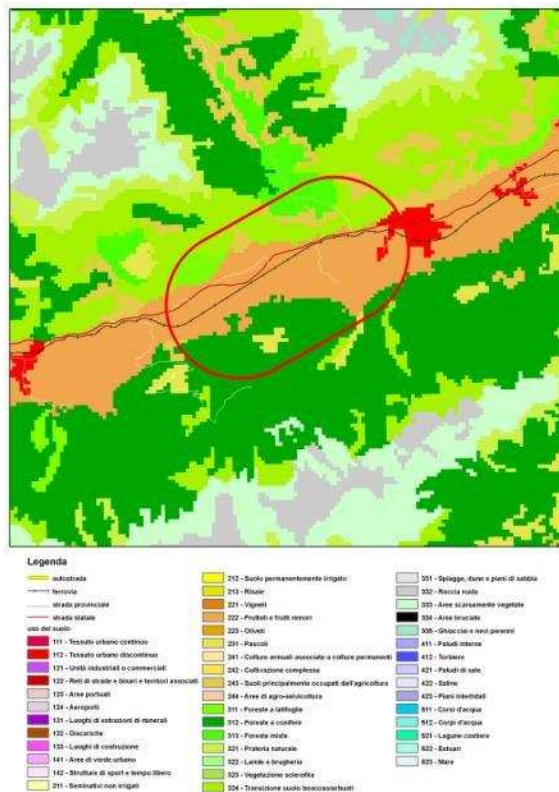 Legenda
autostrada
ferrovia
strada provinciale
strada statale
uso del suolo
111 - Tessuto urbano continuo
112 - Tessuto urbano discontinuo
121 - Unità industriali o commerciali
122 - Reti di strade e binari e territori associati
123 - Aree portuali
124 - Aeroporti
131 - Luoghi di estrazioni di minerali
132 - Discariche
133 - Luoghi di costruzione
141 - Aree di verde urbano
142 - Strutture di sport e tempo libero
211 - Seminativi non irrigati
212 - Suolo permanentemente irrigato
213 - Risaie
221 - Vigneti
222 - Frutteti e frutti minori
223 - Oliveti
231 - Pascoli
241 - Colture annuali associate a colture permanenti
242 - Coltivazione complessa
243 - Suoli principalmente occupati dall'agricoltura
244 - Aree di agro-selvicoltura
311 - Foreste a latifoglie
312 - Foreste a conifere
313 - Foreste miste
321 - Prateria naturale
322 - Lande e brugheria
323 - Vegetazione sclerofila
324 - Transizione suolo boscoso/arbusti
331 - Spiagge, dune e piani di sabbia
332 - Roccia nuda
333 - Aree scarsamente vegetate
334 - Aree bruciate
335 - Ghiacciai e nevi perenni
411 - Paludi interne
412 - Torbiere
421 - Paludi di sale
422 - Saline
423 - Piani intertidali
511 - Corsi d'acqua
512 - Corpi d'acqua
521 - Lagune costiere
522 - Estuari
523 - Mare